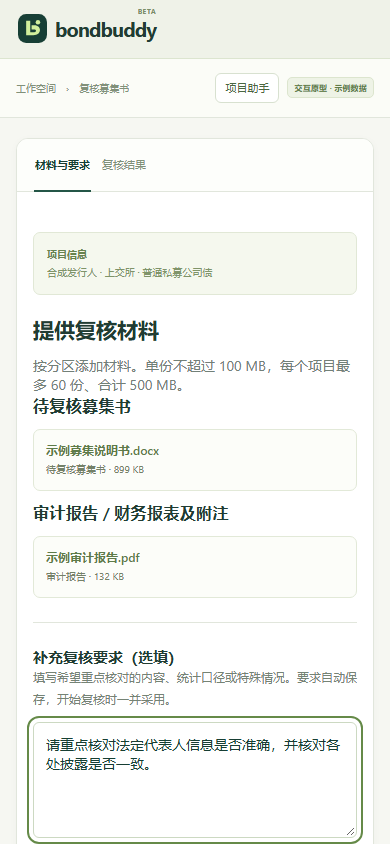 BETA
bondbuddy
工作空间 › 复核募集书
项目助手
交互原型 · 示例数据
材料与要求 复核结果
项目信息
合成发行人 · 上交所 · 普通私募公司债
提供复核材料
按分区添加材料。单份不超过 100 MB，每个项目最
多 60 份、合计 500 MB。
待复核募集书
示例募集说明书.docx
待复核募集书 · 899 KB
审计报告 / 财务报表及附注
示例审计报告.pdf
审计报告 · 132 KB
补充复核要求（选填）
填写希望重点核对的内容、统计口径或特殊情况。要求自动保
存，开始复核时一并采用。
请重点核对法定代表人信息是否准确，并核对各
处披露是否一致。